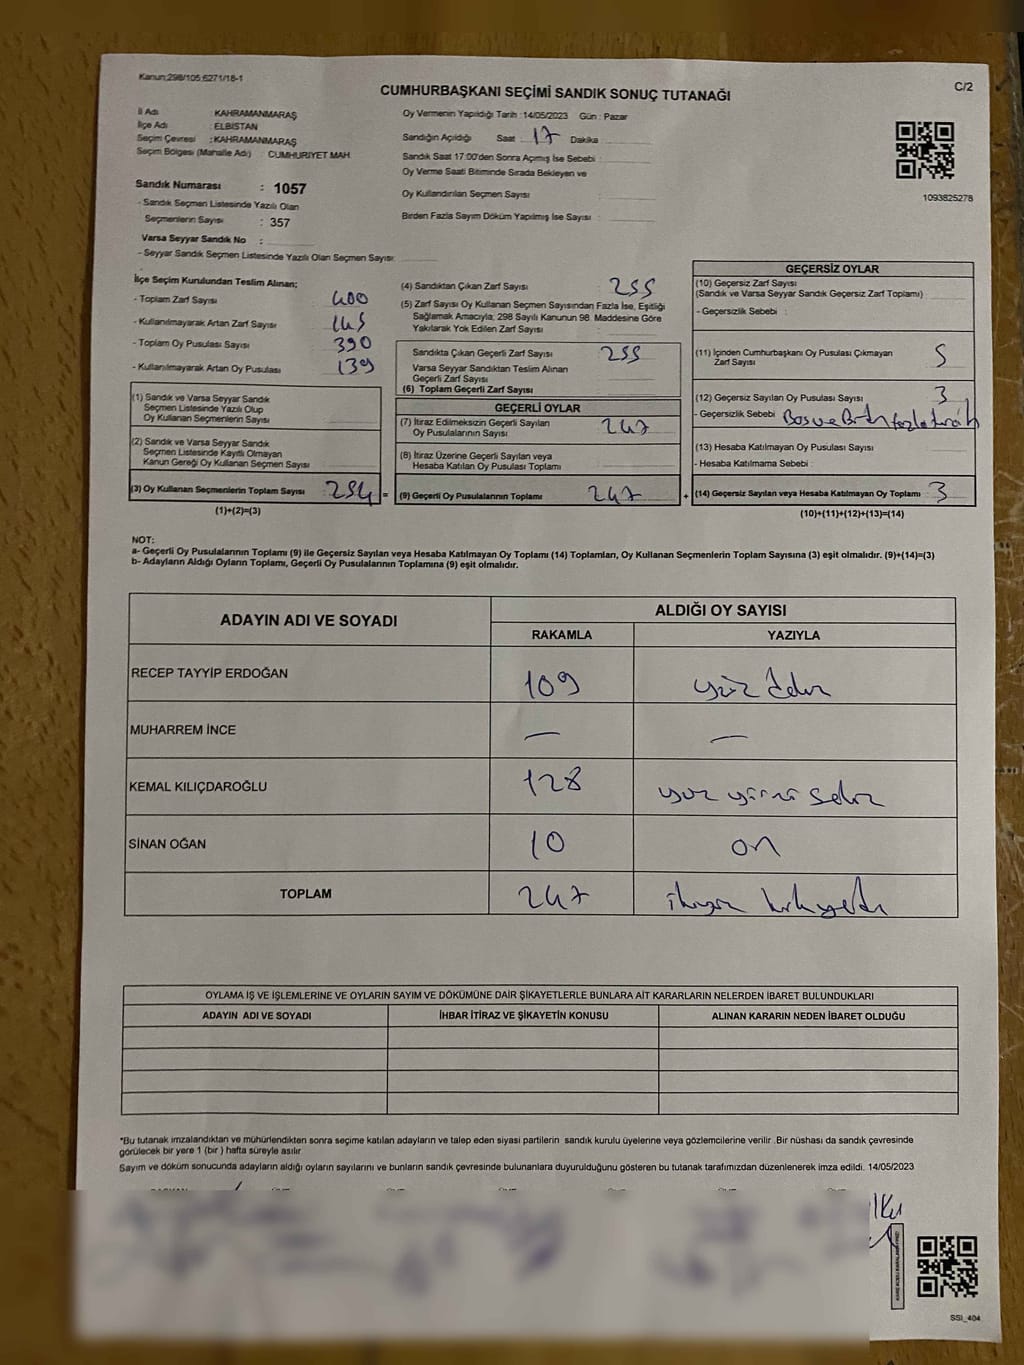 Kanun:298/105;6271/18-1
C/2
CUMHURBAŞKANI SEÇİMİ SANDIK SONUÇ TUTANAĞI
İl Adı : KAHRAMANMARAŞ
İlçe Adı : ELBİSTAN
Seçim Çevresi : KAHRAMANMARAŞ
Seçim Bölgesi (Mahalle Adı) : CUMHURİYET MAH
Sandık Numarası : 1057
- Sandık Seçmen Listesinde Yazılı Olan
Seçmenlerin Sayısı : 357
Varsa Seyyar Sandık No :
- Seyyar Sandık Seçmen Listesinde Yazılı Olan Seçmen Sayısı:
Oy Vermenin Yapıldığı Tarih :14/05/2023 Gün : Pazar
Sandığın Açıldığı Saat : 17 Dakika :
Sandık Saat 17:00'den Sonra Açımış İse Sebebi :
Oy Verme Saati Bitiminde Sırada Bekleyen ve
Oy Kullandırılan Seçmen Sayısı :
Birden Fazla Sayım Döküm Yapılmış İse Sayısı :
1093825278
İlçe Seçim Kurulundan Teslim Alınan;
- Toplam Zarf Sayısı : 400
- Kullanılmayarak Artan Zarf Sayısı : 145
- Toplam Oy Pusulası Sayısı : 390
- Kullanılmayarak Artan Oy Pusulası : 139
(1) Sandık ve Varsa Seyyar Sandık
Seçmen Listesinde Yazılı Olup
Oy Kullanan Seçmenlerin Sayısı :
(2) Sandık ve Varsa Seyyar Sandık
Seçmen Listesinde Kayıtlı Olmayan
Kanun Gereği Oy Kullanan Seçmen Sayısı :
(3) Oy Kullanan Seçmenlerin Toplam Sayısı : 254 =
(1)+(2)=(3)
(4) Sandıktan Çıkan Zarf Sayısı : 255
(5) Zarf Sayısı Oy Kullanan Seçmen Sayısından Fazla İse, Eşitliği
Sağlamak Amacıyla; 298 Sayılı Kanunun 98. Maddesine Göre
Yakılarak Yok Edilen Zarf Sayısı :
Sandıkta Çıkan Geçerli Zarf Sayısı : 255
Varsa Seyyar Sandıktan Teslim Alınan
Geçerli Zarf Sayısı :
(6) Toplam Geçerli Zarf Sayısı :
GEÇERLİ OYLAR
(7) İtiraz Edilmeksizin Geçerli Sayılan
Oy Pusulalarının Sayısı : 247
(8) İtiraz Üzerine Geçerli Sayılan veya
Hesaba Katılan Oy Pusulası Toplamı :
(9) Geçerli Oy Pusulalarının Toplamı : 247 +
GEÇERSİZ OYLAR
(10) Geçersiz Zarf Sayısı
(Sandık ve Varsa Seyyar Sandık Geçersiz Zarf Toplamı) :
- Geçersizlik Sebebi :
(11) İçinden Cumhurbaşkanı Oy Pusulası Çıkmayan
Zarf Sayısı : 5
(12) Geçersiz Sayılan Oy Pusulası Sayısı : 3
- Geçersizlik Sebebi : Boş ve
(13) Hesaba Katılmayan Oy Pusulası Sayısı :
- Hesaba Katılmama Sebebi :
(14) Geçersiz Sayılan veya Hesaba Katılmayan Oy Toplamı : 3
(10)+(11)+(12)+(13)=(14)
NOT:
a- Geçerli Oy Pusulalarının Toplamı (9) ile Geçersiz Sayılan veya Hesaba Katılmayan Oy Toplamı (14) Toplamları, Oy Kullanan Seçmenlerin Toplam Sayısına (3) eşit olmalıdır. (9)+(14)=(3)
b- Adayların Aldığı Oyların Toplamı, Geçerli Oy Pusulalarının Toplamına (9) eşit olmalıdır.
ADAYIN ADI VE SOYADI
ALDIĞI OY SAYISI
RAKAMLA YAZIYLA
RECEP TAYYİP ERDOĞAN 109 yüz dokuz
MUHARREM İNCE — —
KEMAL KILIÇDAROĞLU 128 yüz yirmi sekiz
SİNAN OĞAN 10 on
TOPLAM 247 ikiyüz kırkyedi
OYLAMA İŞ VE İŞLEMLERİNE VE OYLARIN SAYIM VE DÖKÜMÜNE DAİR ŞİKAYETLERLE BUNLARA AİT KARARLARIN NELERDEN İBARET BULUNDUKLARI
ADAYIN ADI VE SOYADI İHBAR İTİRAZ VE ŞİKAYETİN KONUSU ALINAN KARARIN NEDEN İBARET OLDUĞU
*Bu tutanak imzalandıktan ve mühürlendikten sonra seçime katılan adayların ve talep eden siyasi partilerin sandık kurulu üyelerine veya gözlemcilerine verilir .Bir nüshası da sandık çevresinde
görülecek bir yere 1 (bir ) hafta süreyle asılır
Sayım ve döküm sonucunda adayların aldığı oyların sayılarını ve bunların sandık çevresinde bulunanlara duyurulduğunu gösteren bu tutanak tarafımızdan düzenlenerek imza edildi. 14/05/2023
SSI_404